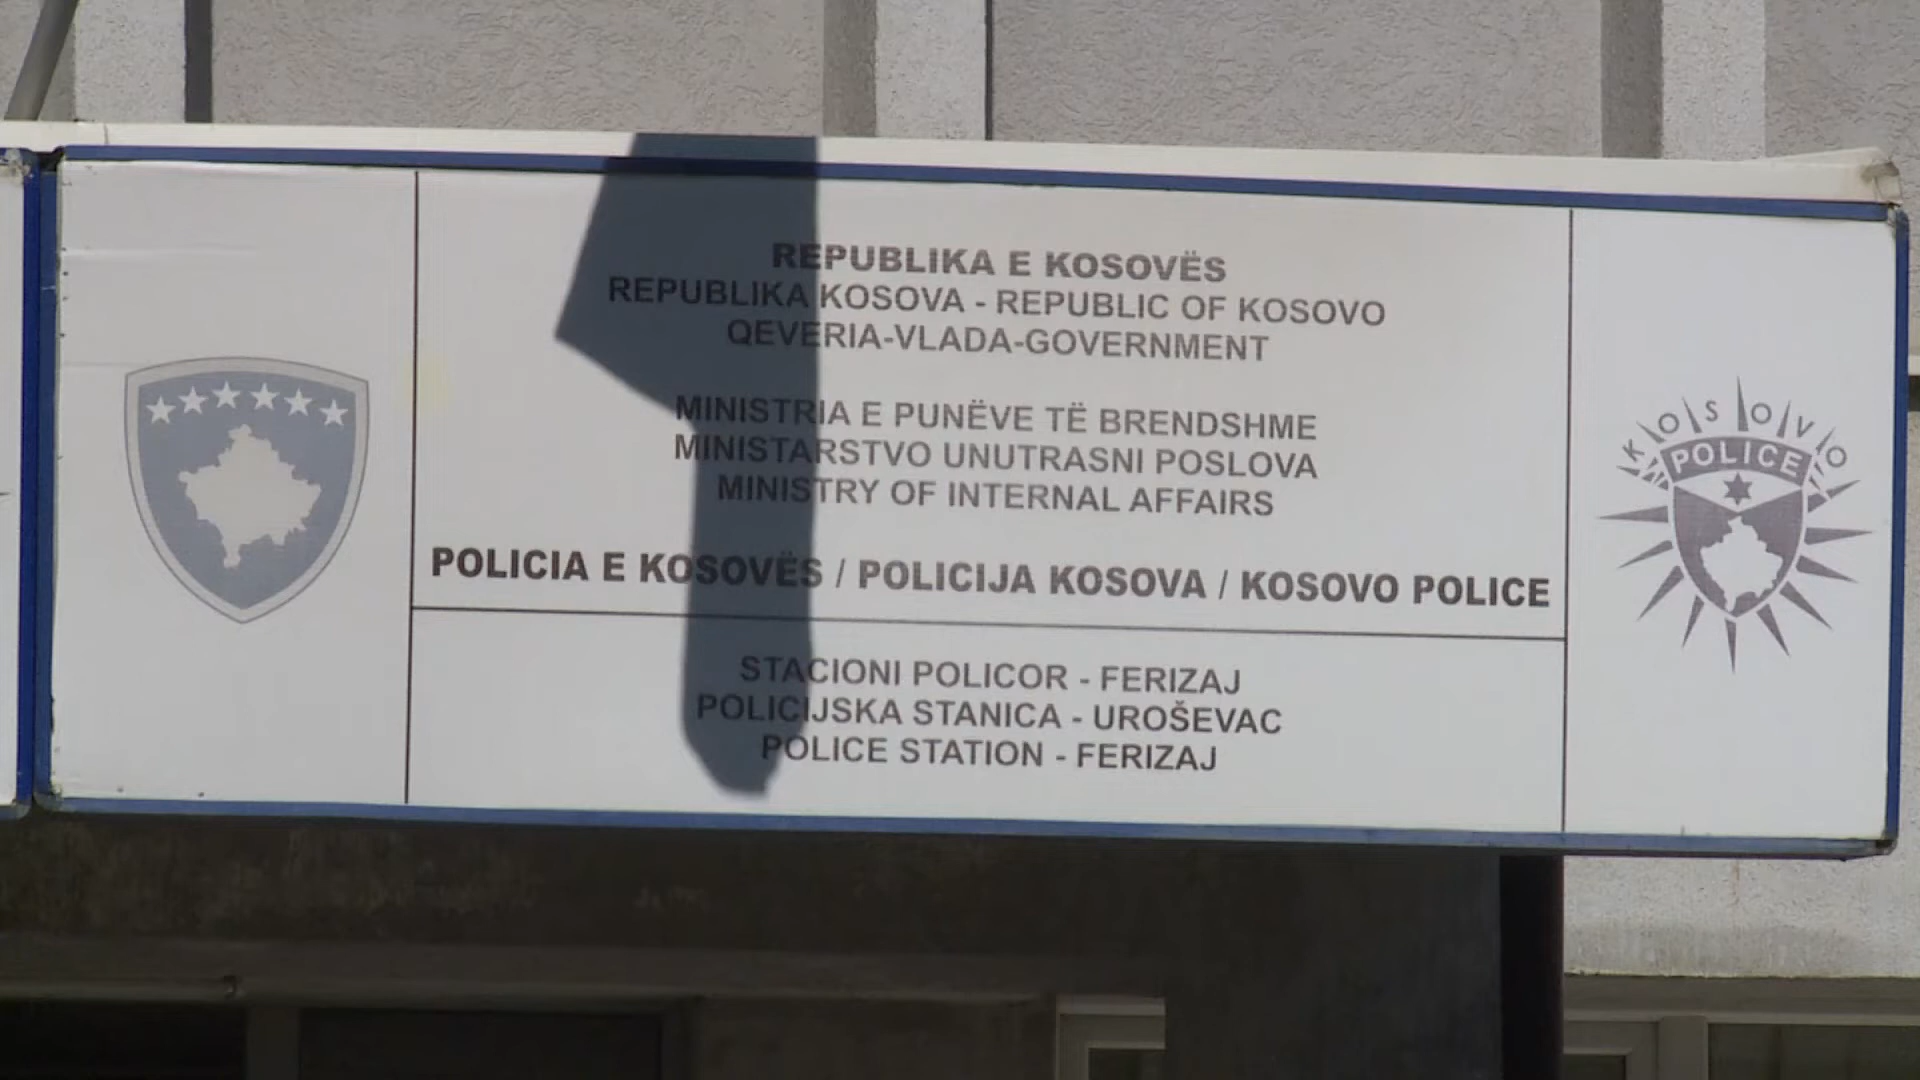 REPUBLIKA E KOSOVËS
REPUBLIKA KOSOVA - REPUBLIC OF KOSOVO
QEVERIA-VLADA-GOVERNMENT
MINISTRIA E PUNËVE TË BRENDSHME
MINISTARSTVO UNUTRASNI POSLOVA
MINISTRY OF INTERNAL AFFAIRS
POLICIA E KOSOVËS / POLICIJA KOSOVA / KOSOVO POLICE
STACIONI POLICOR - FERIZAJ
POLICIJSKA STANICA - UROŠEVAC
POLICE STATION - FERIZAJ
KOSOVO
POLICE